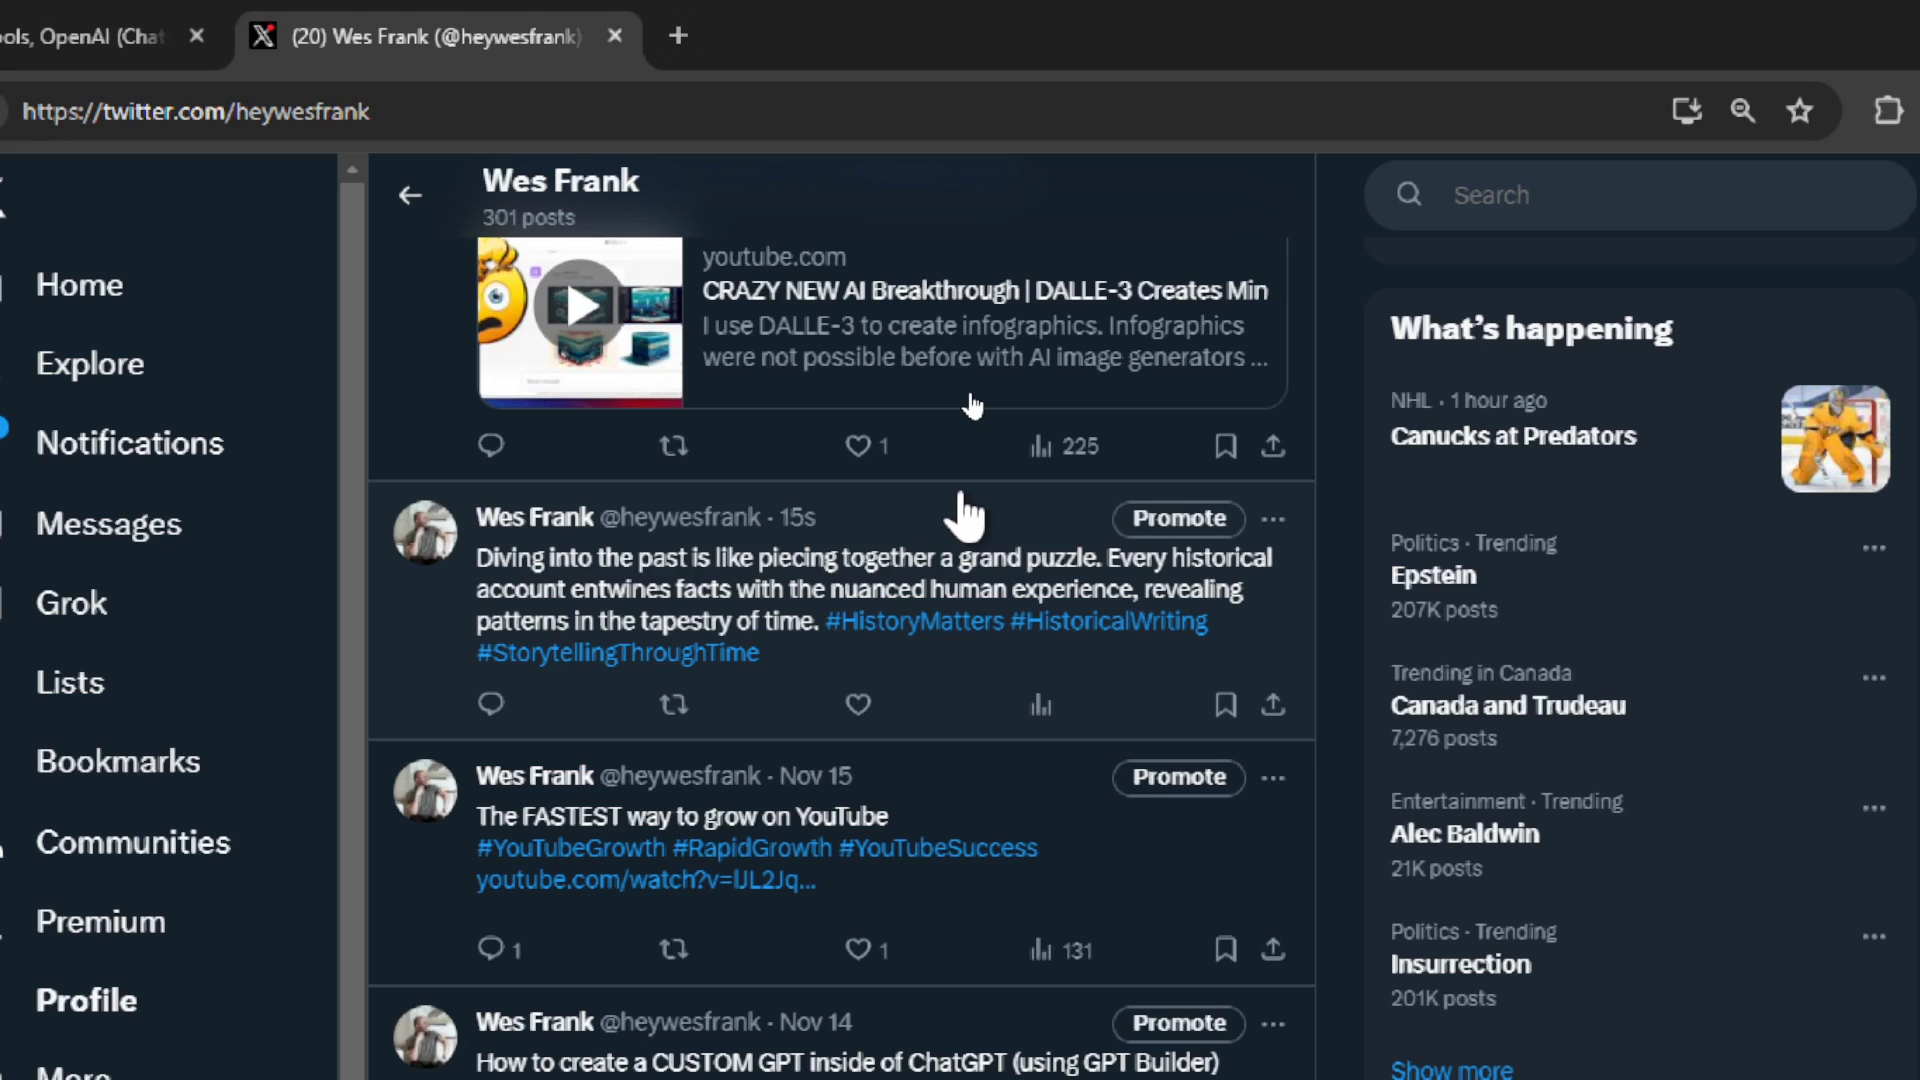 ools, OpenAI (Chat
(20) Wes Frank (@heywesfrank)
https://twitter.com/heywesfrank
Home
Explore
Notifications
Messages
Grok
Lists
Bookmarks
Communities
Premium
Profile
More
Wes Frank
301 posts
youtube.com
CRAZY NEW AI Breakthrough | DALLE-3 Creates Min
I use DALLE-3 to create infographics. Infographics
were not possible before with AI image generators ...
1
225
Wes Frank @heywesfrank · 15s
Promote
Diving into the past is like piecing together a grand puzzle. Every historical
account entwines facts with the nuanced human experience, revealing
patterns in the tapestry of time. #HistoryMatters #HistoricalWriting
#StorytellingThroughTime
Wes Frank @heywesfrank · Nov 15
Promote
The FASTEST way to grow on YouTube
#YouTubeGrowth #RapidGrowth #YouTubeSuccess
youtube.com/watch?v=lJL2Jq...
1
1
131
Wes Frank @heywesfrank · Nov 14
Promote
How to create a CUSTOM GPT inside of ChatGPT (using GPT Builder)
Search
What's happening
NHL · 1 hour ago
Canucks at Predators
Politics · Trending
Epstein
207K posts
Trending in Canada
Canada and Trudeau
7,276 posts
Entertainment · Trending
Alec Baldwin
21K posts
Politics · Trending
Insurrection
201K posts
Show more